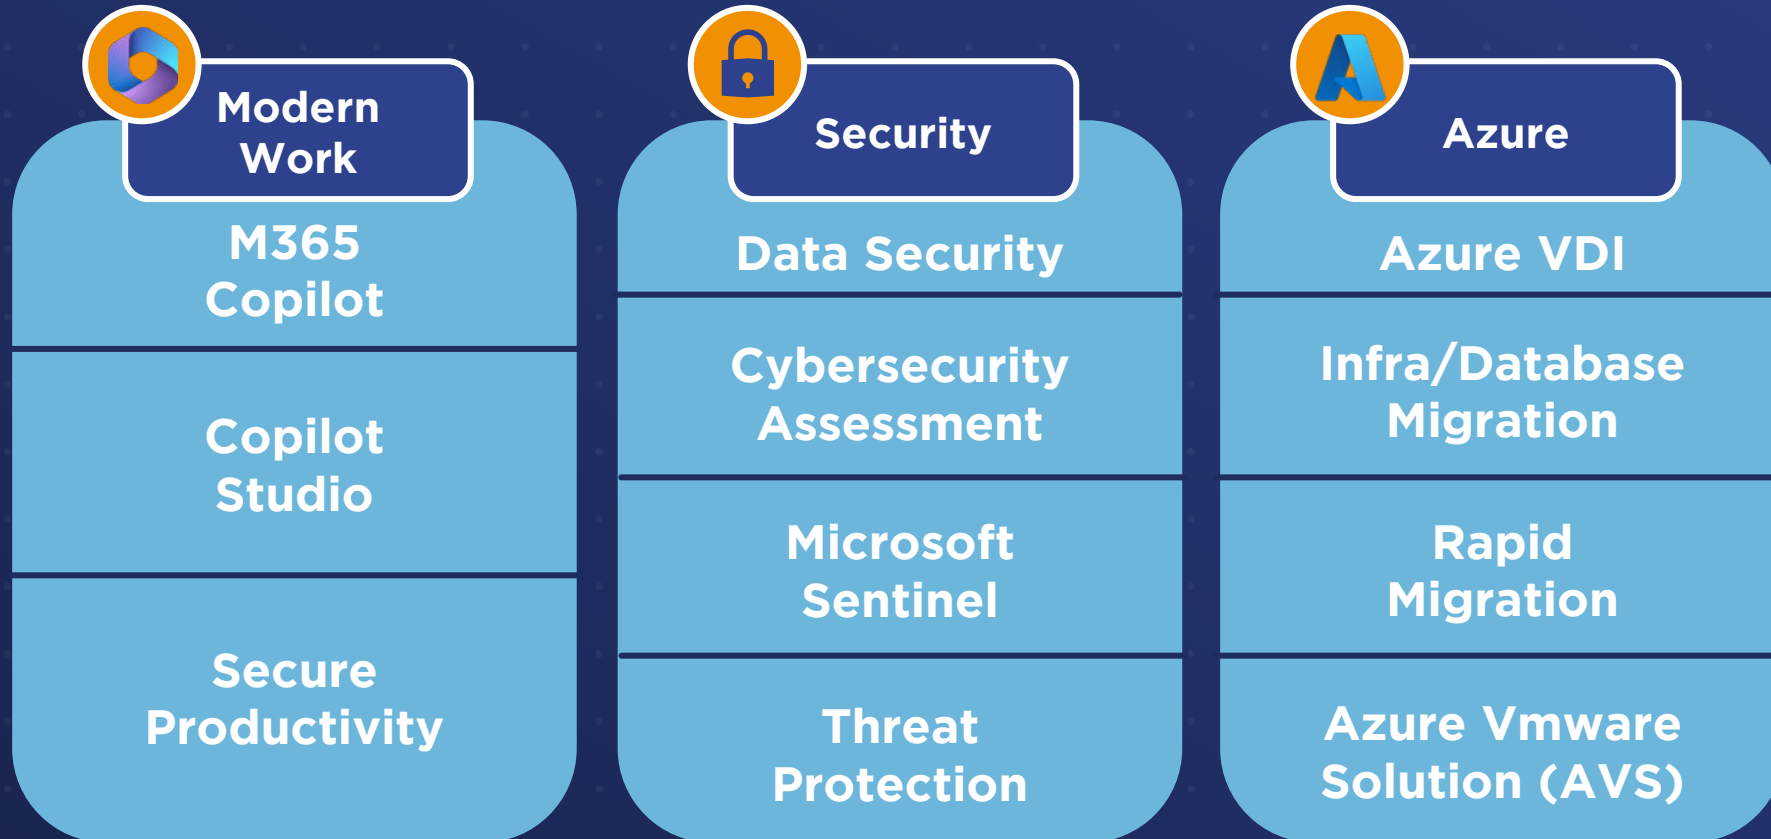 Modern
Work
M365
Copilot
Copilot
Studio
Secure
Productivity
Security
Data Security
Cybersecurity
Assessment
Microsoft
Sentinel
Threat
Protection
Azure
Azure VDI
Infra/Database
Migration
Rapid
Migration
Azure Vmware
Solution (AVS)